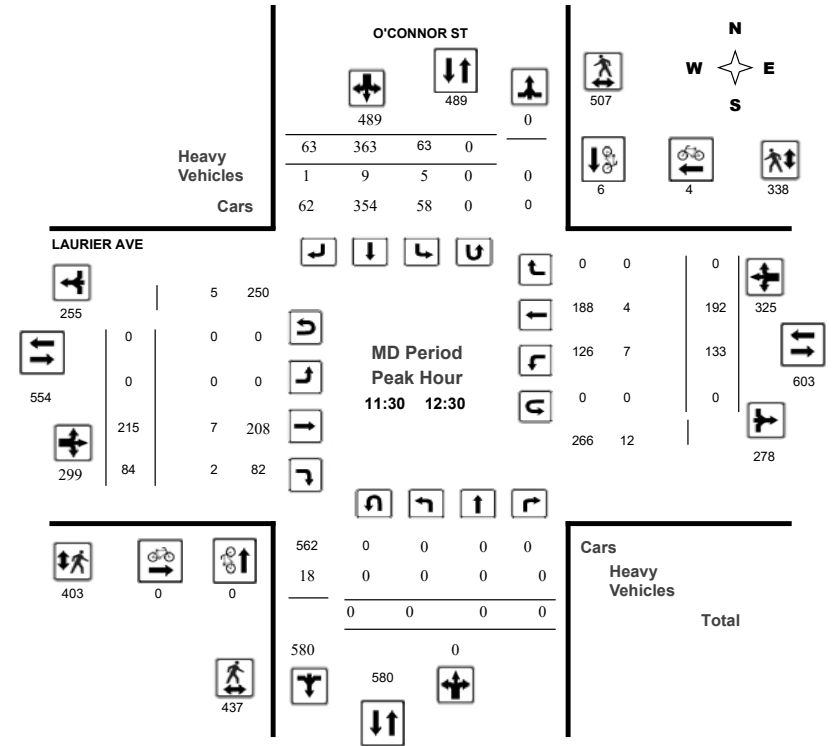 O'CONNOR ST
N
W E
S
489
507
489 0
63 363 63 0
Heavy
Vehicles
1 9 5 0 0
Cars
62 354 58 0 0
6 4 338
LAURIER AVE
255
5 250
0 0 0
554
0 0 0
215 7 208
299
84 2 82
MD Period
Peak Hour
11:30 12:30
0 0 0
188 4 192 325
126 7 133
603
0 0 0
266 12
278
562 0 0 0 0
18 0 0 0 0
0 0 0 0
580 0
580
Cars
Heavy
Vehicles
Total
403 0 0
437